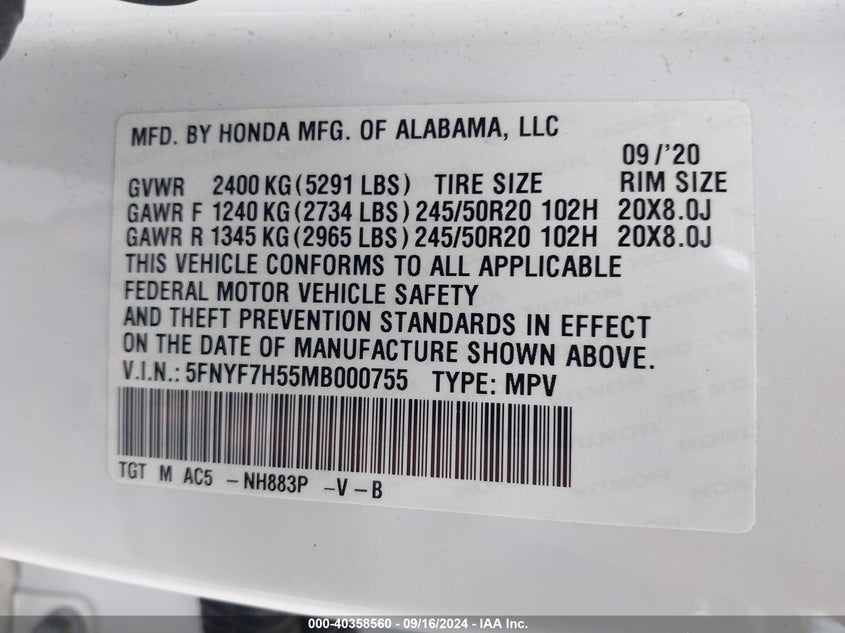 MFD. BY HONDA MFG. OF ALABAMA, LLC
09/'20
GVWR 2400 KG (5291 LBS) TIRE SIZE RIM SIZE
GAWR F 1240 KG (2734 LBS) 245/50R20 102H 20X8.0J
GAWR R 1345 KG (2965 LBS) 245/50R20 102H 20X8.0J
THIS VEHICLE CONFORMS TO ALL APPLICABLE
FEDERAL MOTOR VEHICLE SAFETY
AND THEFT PREVENTION STANDARDS IN EFFECT
ON THE DATE OF MANUFACTURE SHOWN ABOVE.
V.I.N.: 5FNYF7H55MB000755 TYPE: MPV
TGT M AC5 -NH883P -V-B
000-40358560 - 09/16/2024 - IAA Inc.